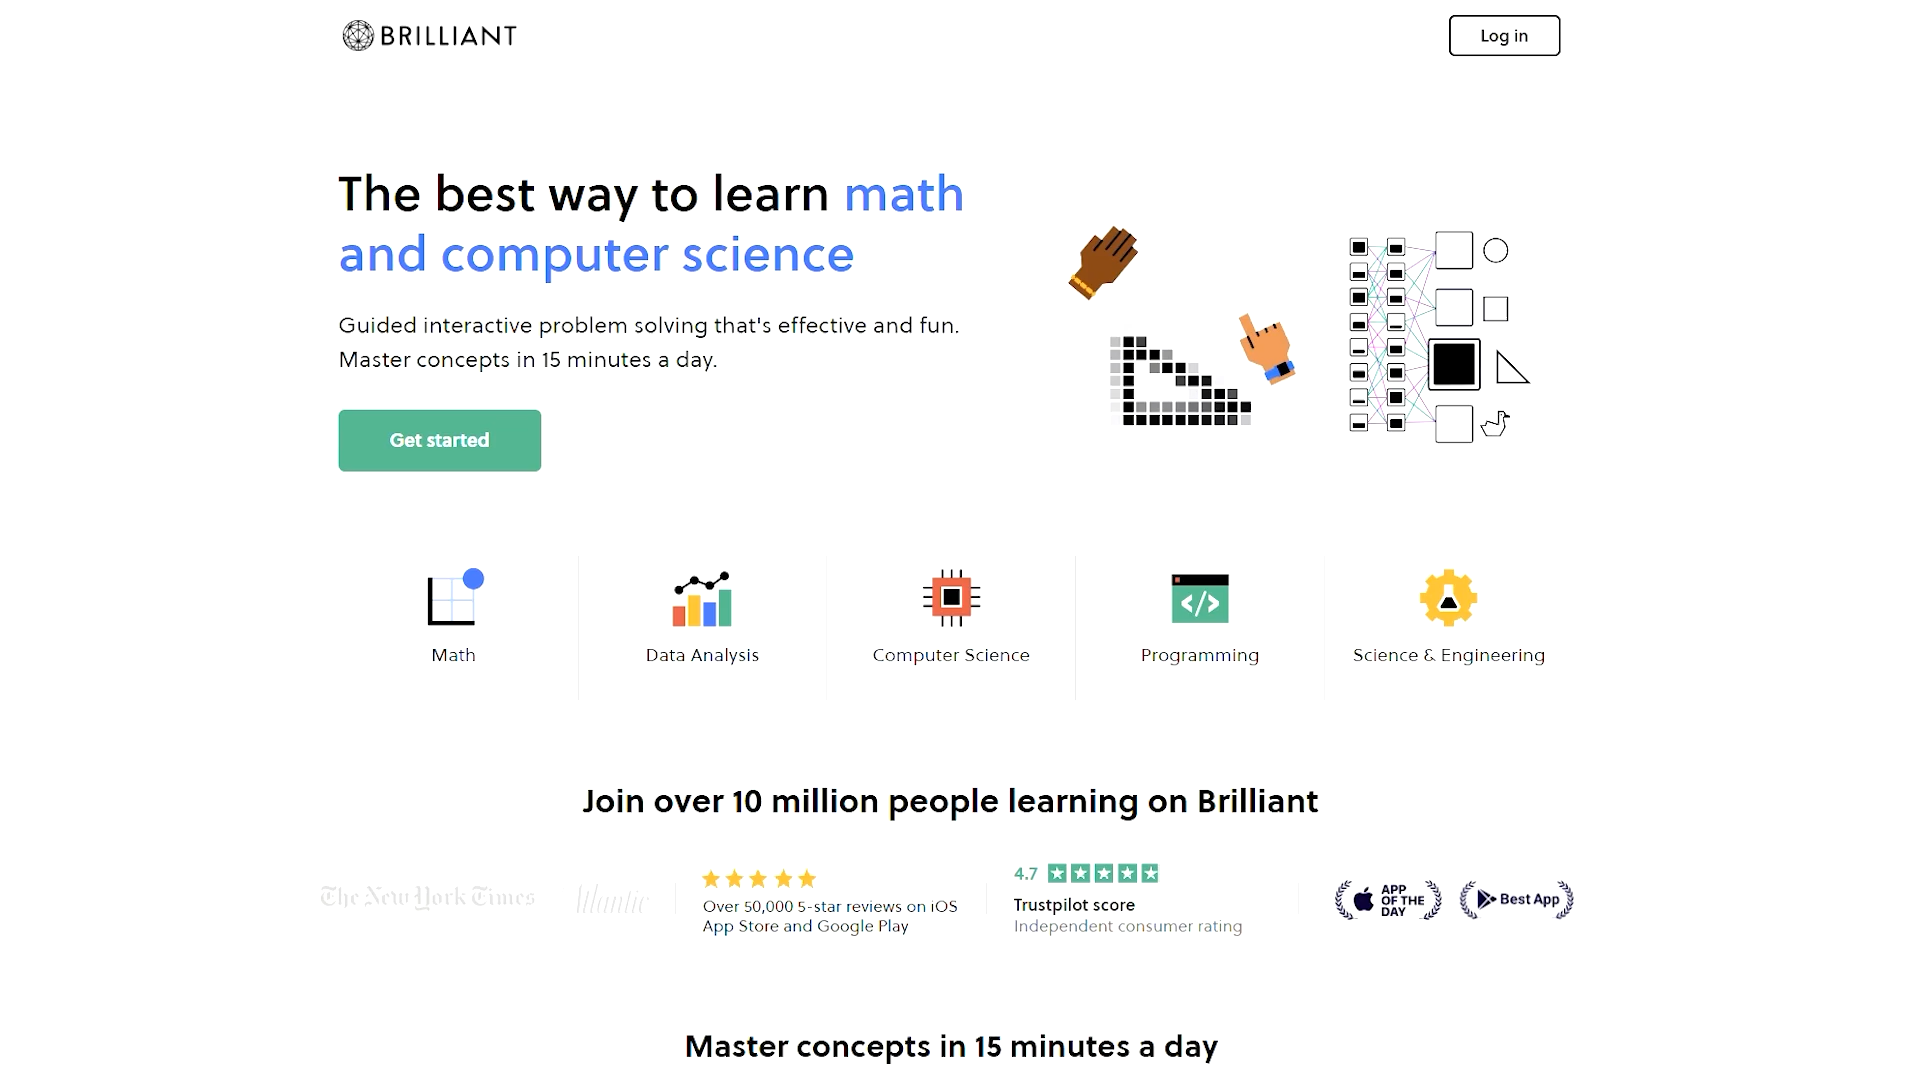 BRILLIANT
Log in
The best way to learn math
and computer science
Guided interactive problem solving that's effective and fun.
Master concepts in 15 minutes a day.
Get started
Math
Data Analysis
Computer Science
Programming
Science & Engineering
Join over 10 million people learning on Brilliant
The New York Times
Atlantic
Over 50,000 5-star reviews on iOS
App Store and Google Play
4.7
Trustpilot score
Independent consumer rating
APP
OF THE
DAY
Best App
Master concepts in 15 minutes a day